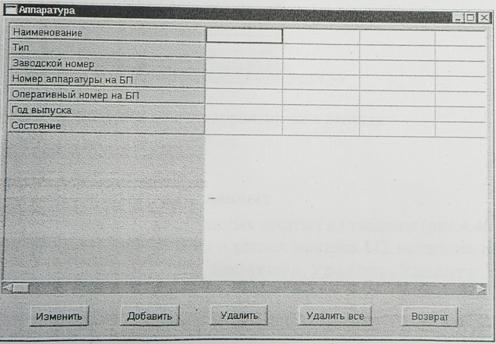 Аппаратура
Наименование
Тип
Заводской номер
Номер аппаратуры на БП
Оперативный номер на БП
Год выпуска
Состояние
Изменить Добавить Удалить Удалить все Возврат